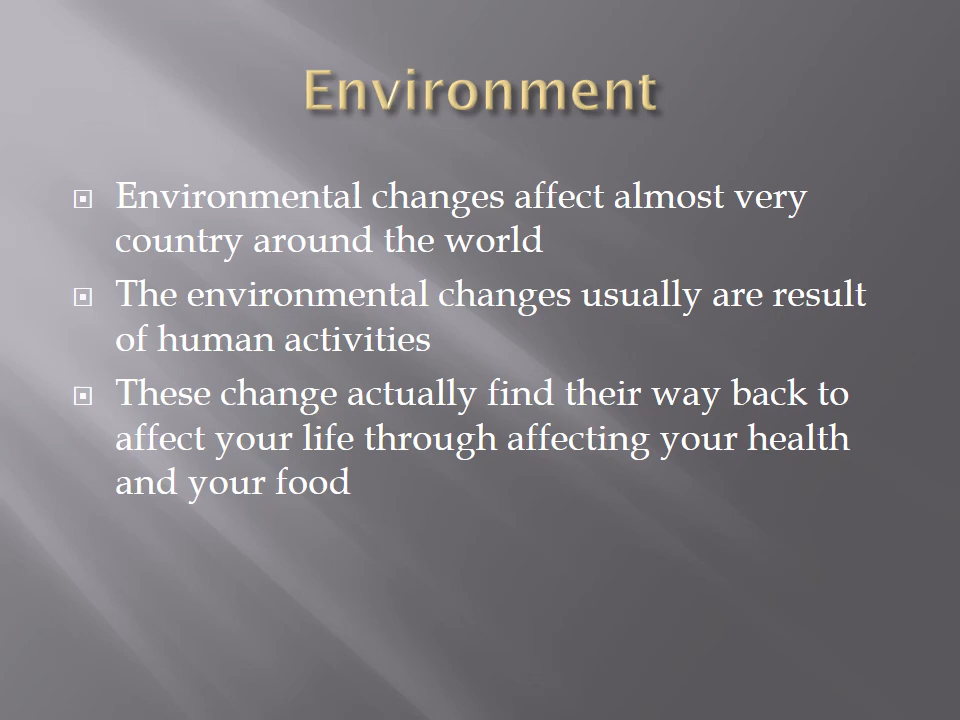 Environment
Environmental changes affect almost very
country around the world
The environmental changes usually are result
of human activities
These change actually find their way back to
affect your life through affecting your health
and your food